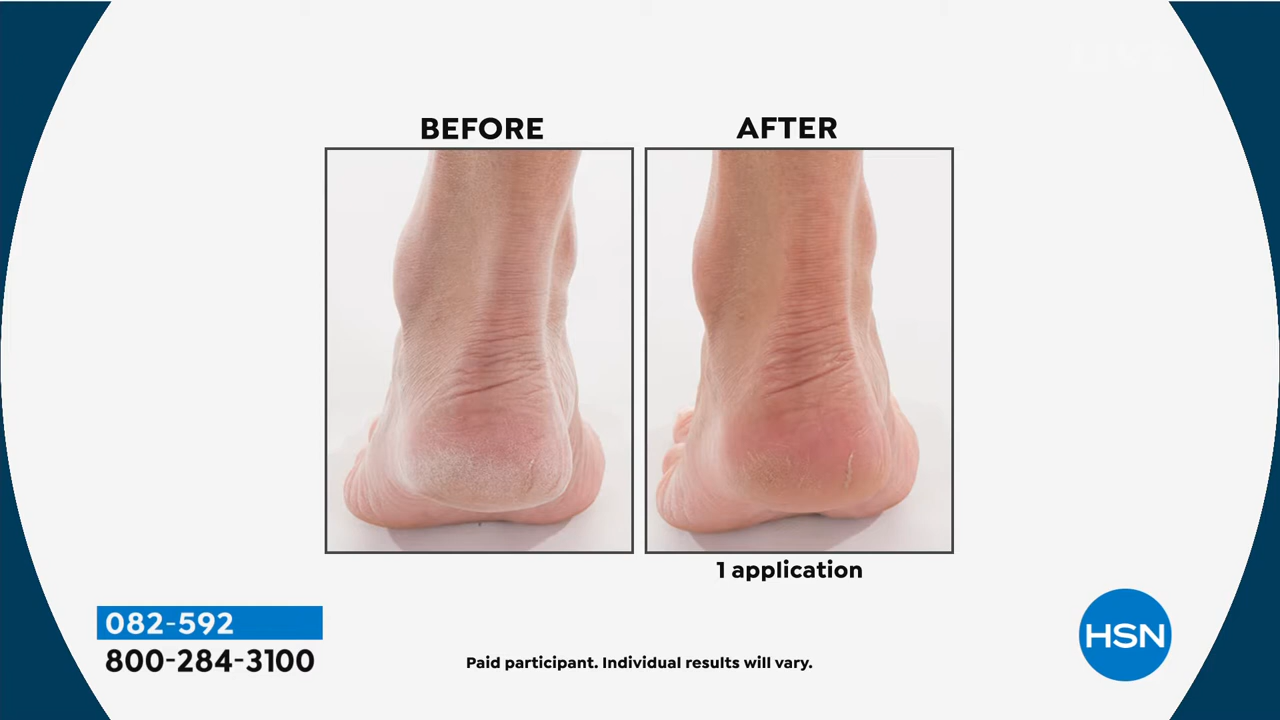 BEFORE
AFTER
1 application
082-592
800-284-3100
Paid participant. Individual results will vary.
HSN